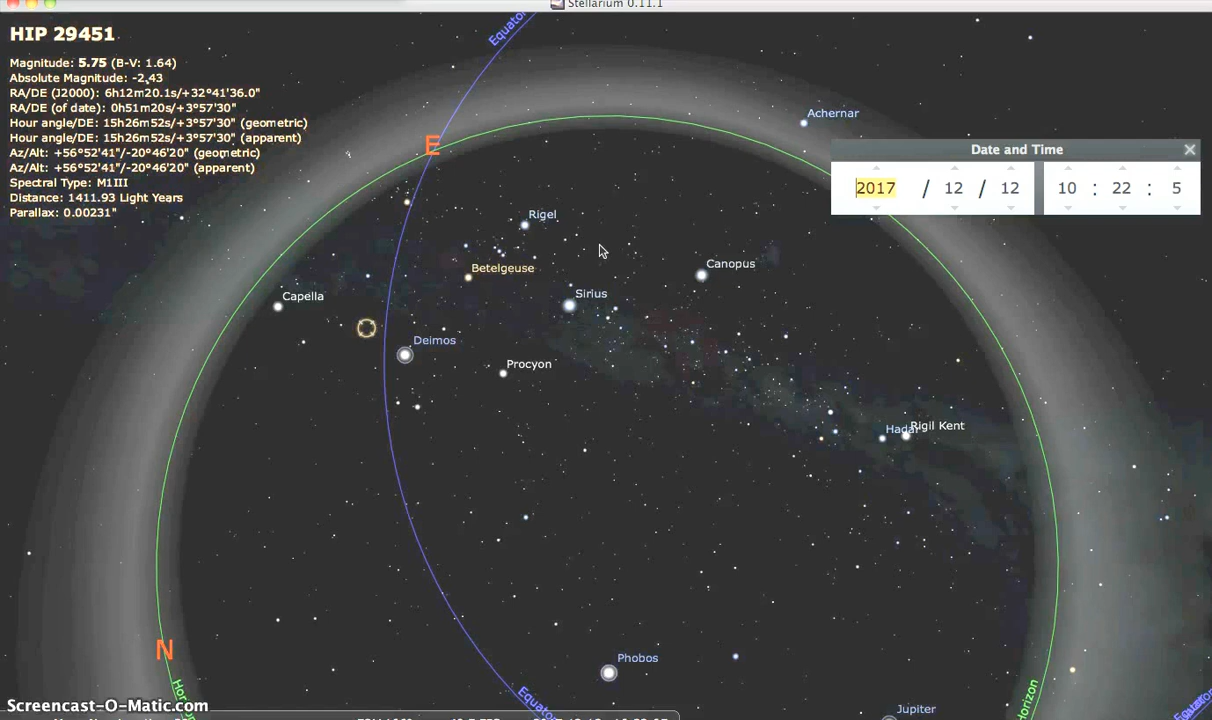 Stellarium 0.11.1
HIP 29451
Magnitude: 5.75 (B-V: 1.64)
Absolute Magnitude: -2.43
RA/DE (J2000): 6h12m20.1s/+32°41'36.0"
RA/DE (of date): 0h51m20s/+3°57'30"
Hour angle/DE: 15h26m52s/+3°57'30" (geometric)
Hour angle/DE: 15h26m52s/+3°57'30" (apparent)
Az/Alt: +56°52'41"/-20°46'20" (geometric)
Az/Alt: +56°52'41"/-20°46'20" (apparent)
Spectral Type: M1III
Distance: 1411.93 Light Years
Parallax: 0.00231"
Equator
E
Achernar
Date and Time
2017 / 12 / 12 10 : 22 : 5
Rigel
Betelgeuse
Canopus
Capella
Sirius
Deimos
Procyon
Hadar
Rigil Kent
N
Phobos
Horizon
Equator
Jupiter
Screencast-O-Matic.com